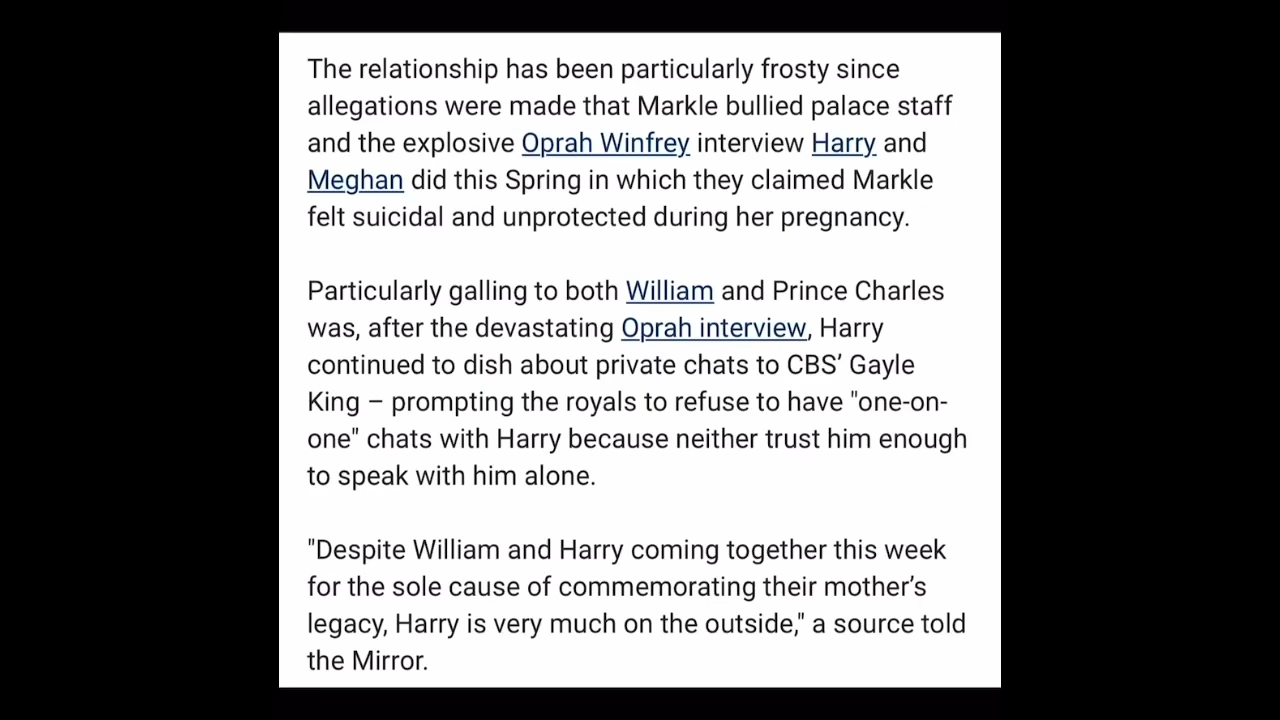 The relationship has been particularly frosty since
allegations were made that Markle bullied palace staff
and the explosive Oprah Winfrey interview Harry and
Meghan did this Spring in which they claimed Markle
felt suicidal and unprotected during her pregnancy.
Particularly galling to both William and Prince Charles
was, after the devastating Oprah interview, Harry
continued to dish about private chats to CBS’ Gayle
King – prompting the royals to refuse to have "one-on-
one" chats with Harry because neither trust him enough
to speak with him alone.
"Despite William and Harry coming together this week
for the sole cause of commemorating their mother’s
legacy, Harry is very much on the outside," a source told
the Mirror.